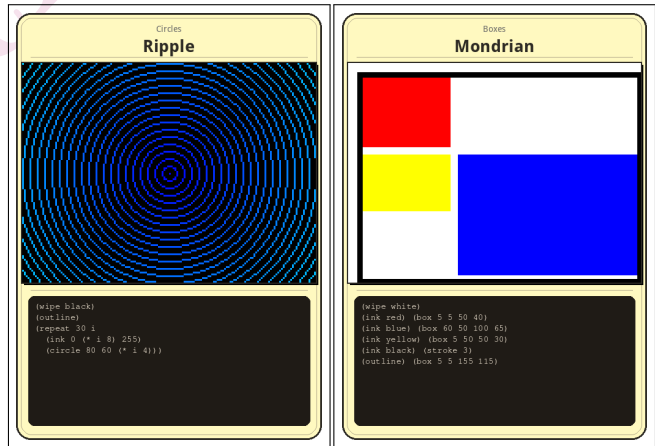 Circles
Ripple
(wipe black)
(outline)
(repeat 30 i
  (ink 0 (* i 8) 255)
  (circle 80 60 (* i 4)))
Boxes
Mondrian
(wipe white)
(ink red) (box 5 5 50 40)
(ink blue) (box 60 50 100 65)
(ink yellow) (box 5 50 50 30)
(ink black) (stroke 3)
(outline) (box 5 5 155 115)